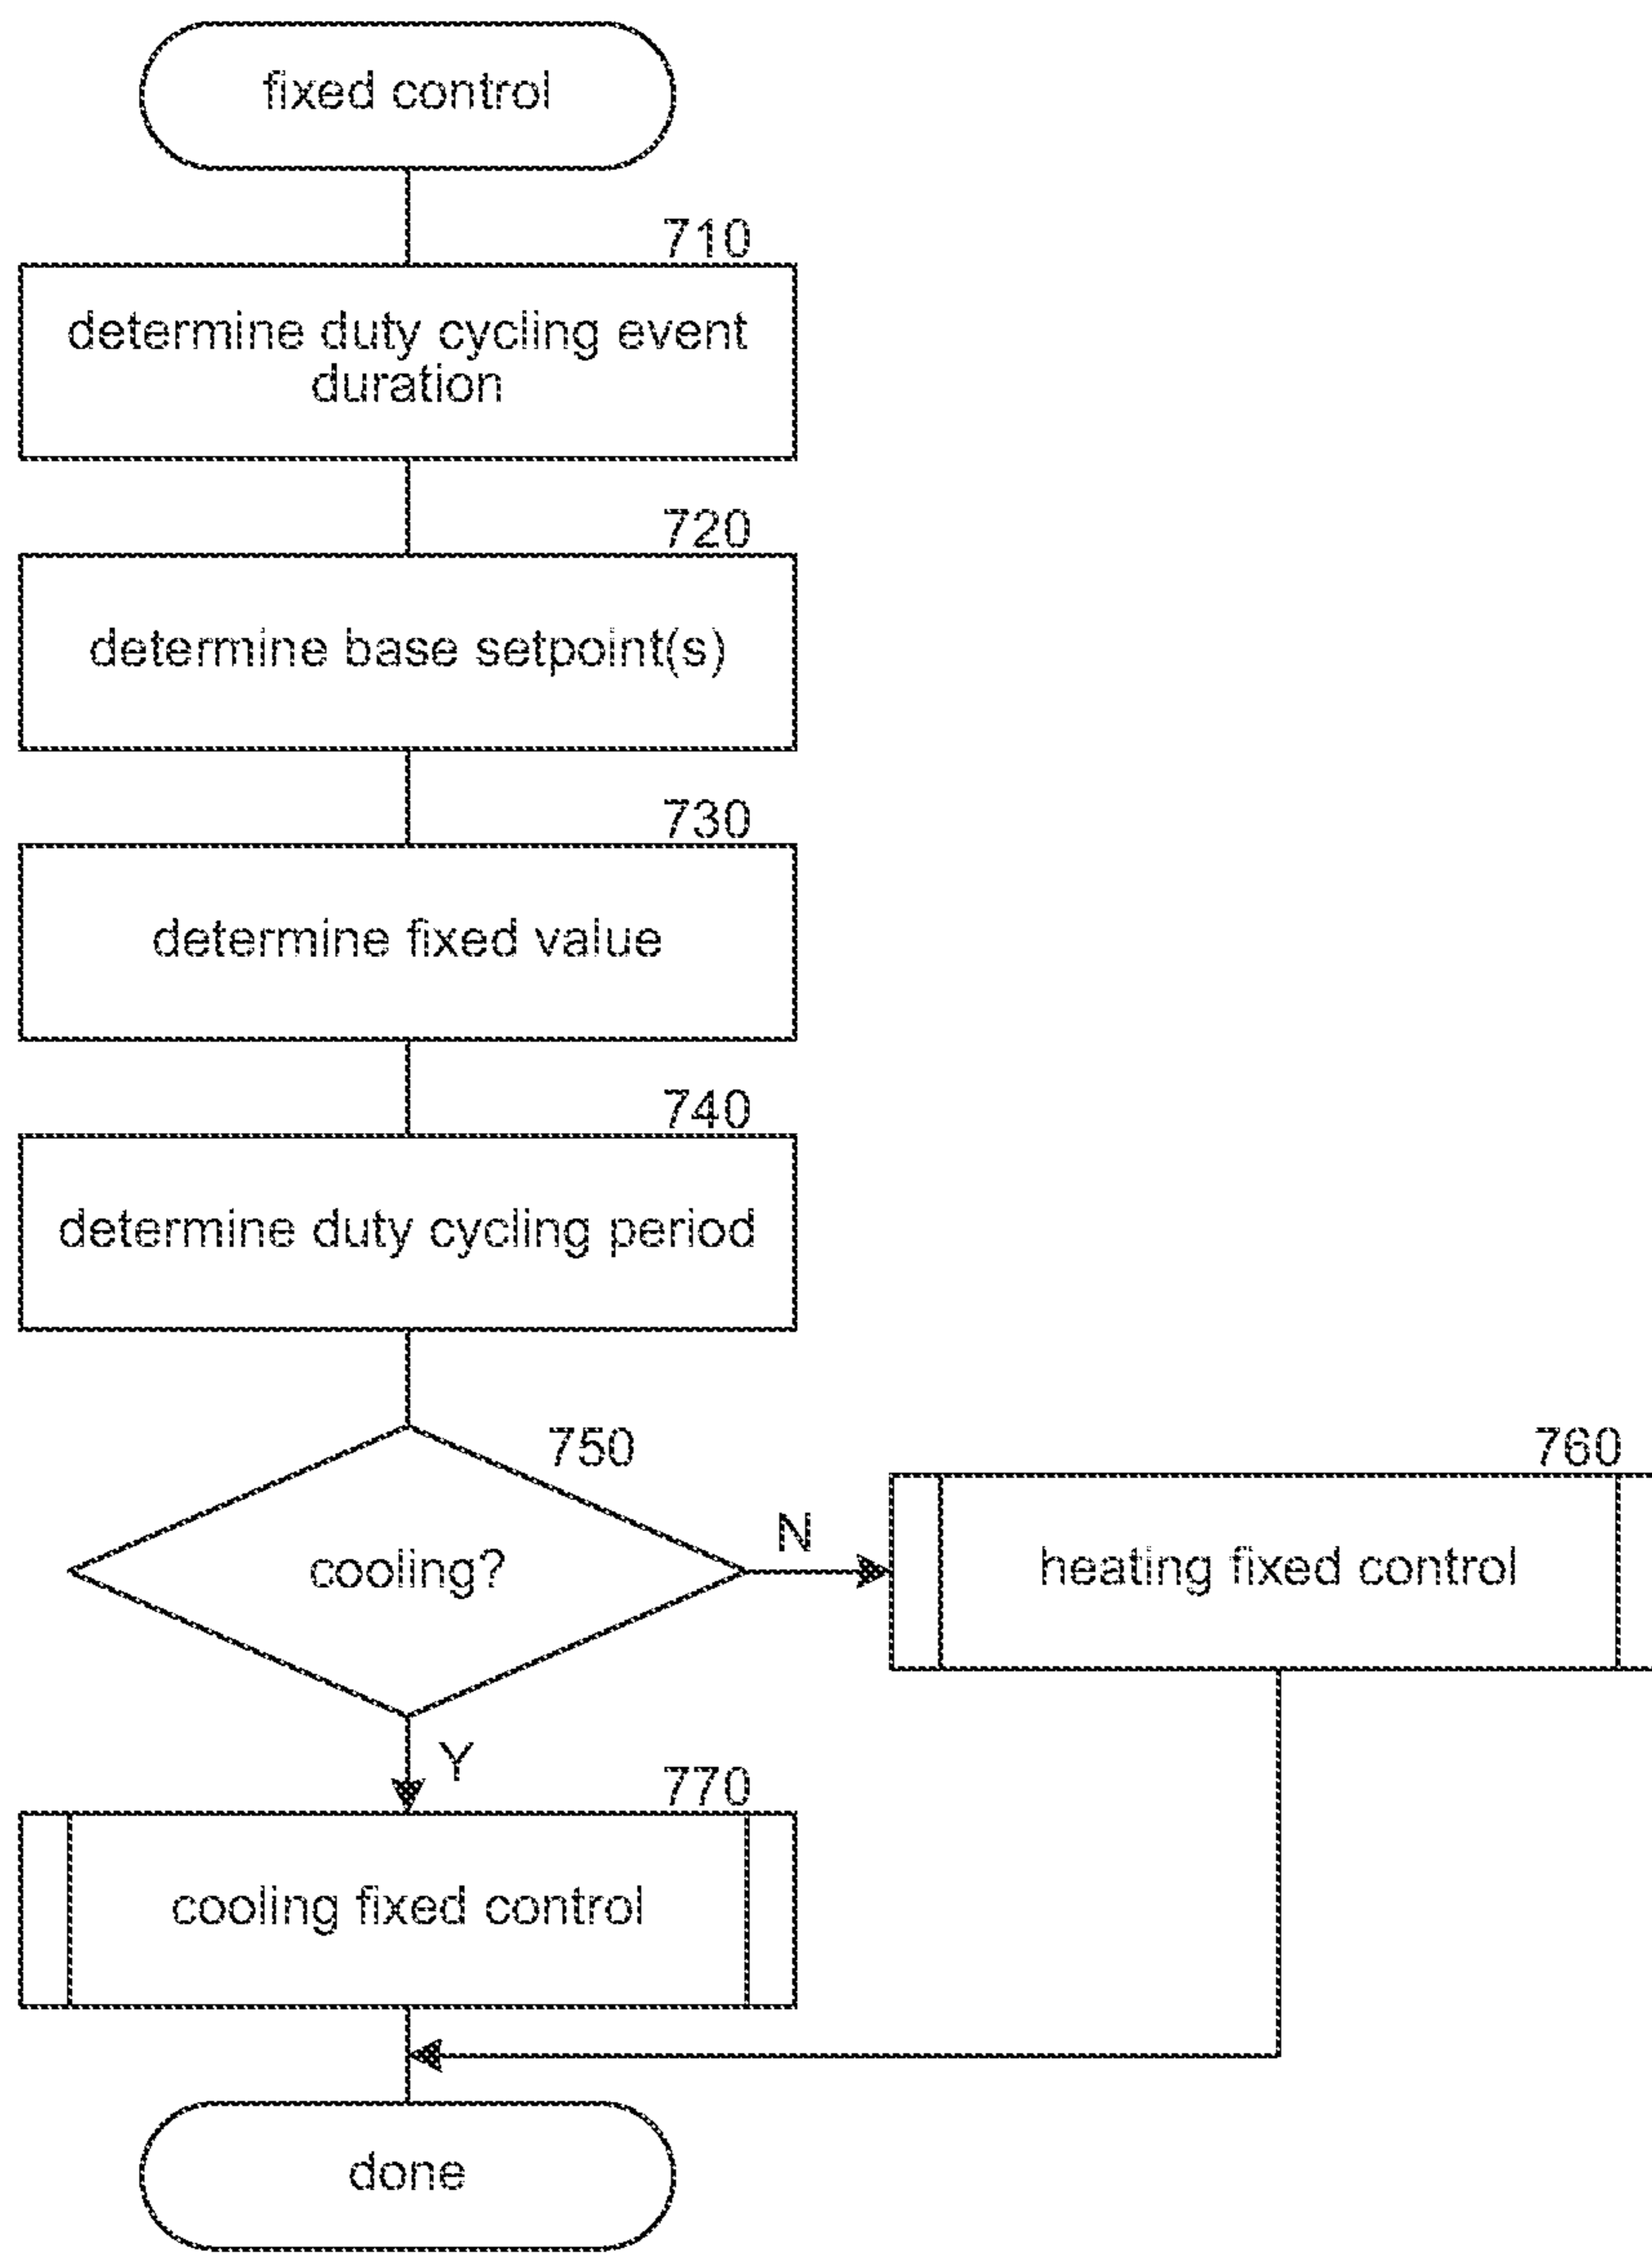 fixed control
710
determine duty cycling event
duration
720
determine base setpoint(s)
730
determine fixed value
740
determine duty cycling period
750
cooling?
N
760
heating fixed control
Y
770
cooling fixed control
done